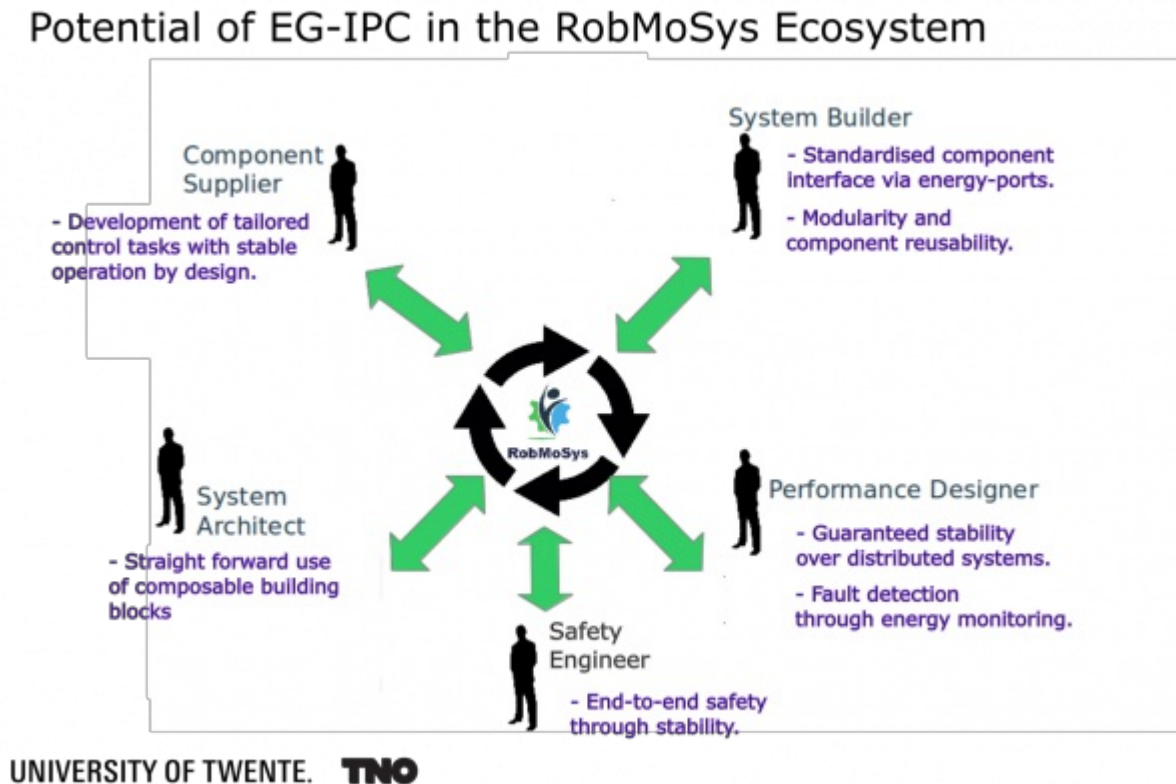 Potential of EG-IPC in the RobMoSys Ecosystem
Component
Supplier
- Development of tailored
control tasks with stable
operation by design.
System Builder
- Standardised component
interface via energy-ports.
- Modularity and
component reusability.
RobMoSys
System
Architect
- Straight forward use
of composable building
blocks
Performance Designer
- Guaranteed stability
over distributed systems.
- Fault detection
through energy monitoring.
Safety
Engineer
- End-to-end safety
through stability.
UNIVERSITY OF TWENTE. TNO